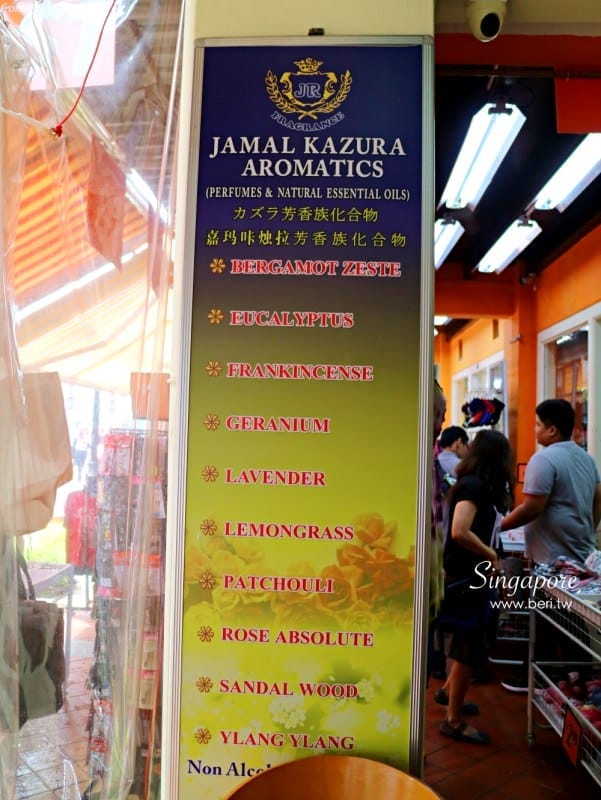 from
JR
FRAGRANCE
JAMAL KAZURA
AROMATICS
(PERFUMES & NATURAL ESSENTIAL OILS)
カズラ芳香族化合物
嘉玛咔烛拉芳香族化合物
BERGAMOT ZESTE
EUCALYPTUS
FRANKINCENSE
GERANIUM
LAVENDER
LEMONGRASS
PATCHOULI
ROSE ABSOLUTE
SANDAL WOOD
YLANG YLANG
Non
Singapore
www.beri.tw